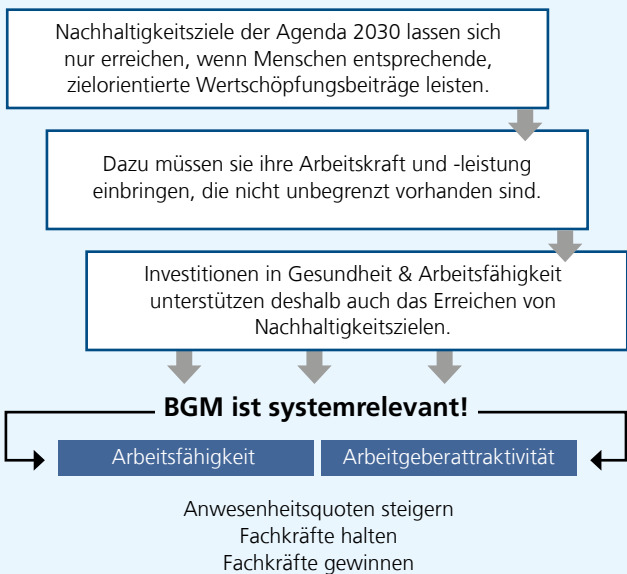 Nachhaltigkeitsziele der Agenda 2030 lassen sich
nur erreichen, wenn Menschen entsprechende,
zielorientierte Wertschöpfungsbeiträge leisten.
Dazu müssen sie ihre Arbeitskraft und -leistung
einbringen, die nicht unbegrenzt vorhanden sind.
Investitionen in Gesundheit & Arbeitsfähigkeit
unterstützen deshalb auch das Erreichen von
Nachhaltigkeitszielen.
BGM ist systemrelevant!
Arbeitsfähigkeit
Arbeitgeberattraktivität
Anwesenheitsquoten steigern
Fachkräfte halten
Fachkräfte gewinnen